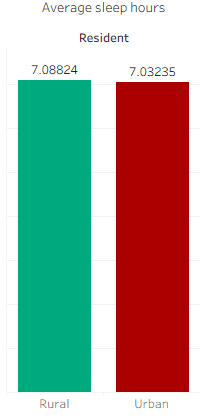 Average sleep hours
Resident
7.08824
7.03235
Rural
Urban